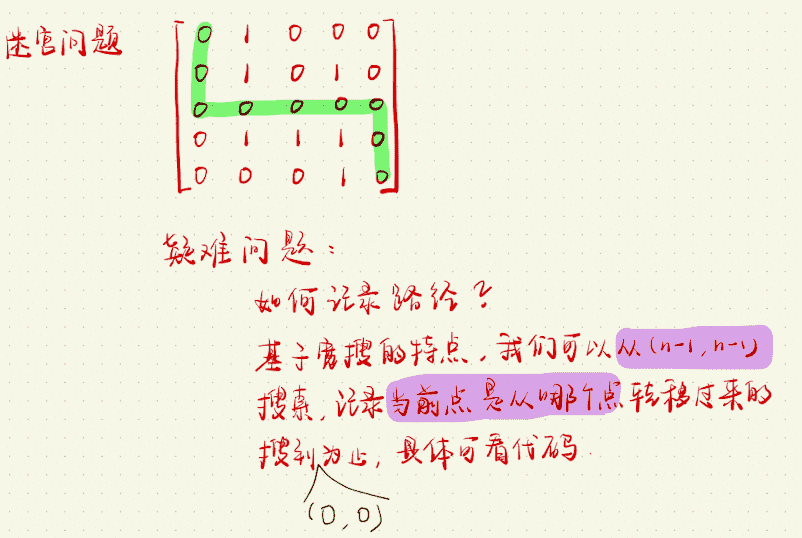 迷宫问题
0 1 0 0 0
0 1 0 1 0
0 0 0 0 0
0 1 1 1 0
0 0 0 1 0
疑难问题：
如何记录路径？
基于宽搜的特点，我们可以从(n-1, n-1)
搜索，记录当前点是从哪个点转移过来的
搜到为止，具体可看代码.
(0, 0)